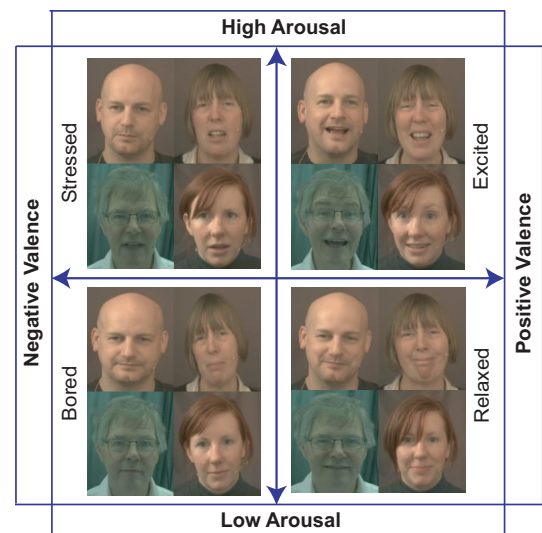 High Arousal
Stressed
Excited
Negative Valence
Positive Valence
Bored
Relaxed
Low Arousal